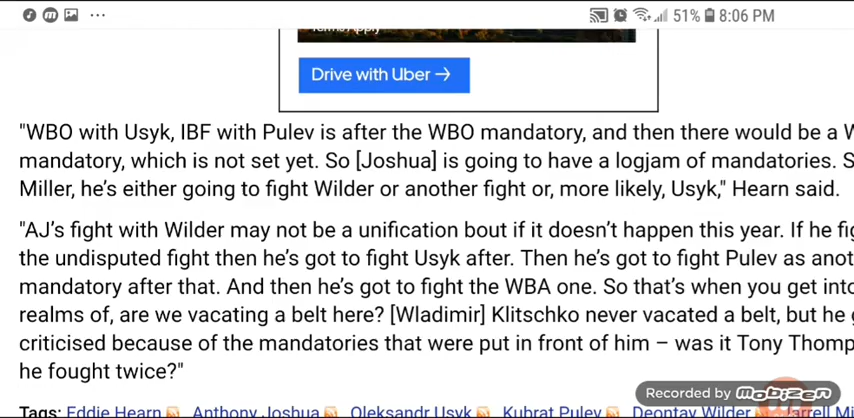 51% 8:06 PM
Terms Apply
Drive with Uber →
"WBO with Usyk, IBF with Pulev is after the WBO mandatory, and then there would be a W
mandatory, which is not set yet. So [Joshua] is going to have a logjam of mandatories. S
Miller, he's either going to fight Wilder or another fight or, more likely, Usyk," Hearn said.
"AJ's fight with Wilder may not be a unification bout if it doesn't happen this year. If he fig
the undisputed fight then he's got to fight Usyk after. Then he's got to fight Pulev as anot
mandatory after that. And then he's got to fight the WBA one. So that's when you get into
realms of, are we vacating a belt here? [Wladimir] Klitschko never vacated a belt, but he g
criticised because of the mandatories that were put in front of him – was it Tony Thomp
he fought twice?"
Recorded by mobizen
Tags: Eddie Hearn Anthony Joshua Oleksandr Usyk Kubrat Pulev Deontay Wilder Jarrell Mi